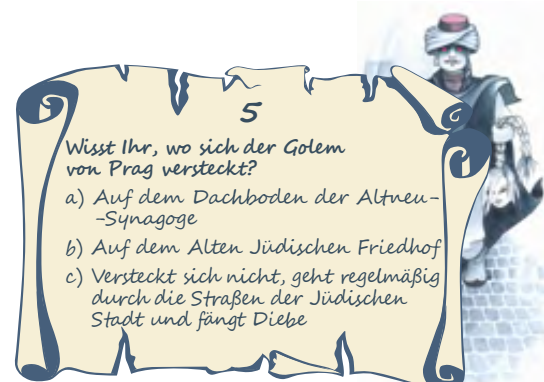 5
Wisst Ihr, wo sich der Golem
von Prag versteckt?
a) Auf dem Dachboden der Altneu-
-Synagoge
b) Auf dem Alten Jüdischen Friedhof
c) Versteckt sich nicht, geht regelmäßig
durch die Straßen der Jüdischen
Stadt und fängt Diebe